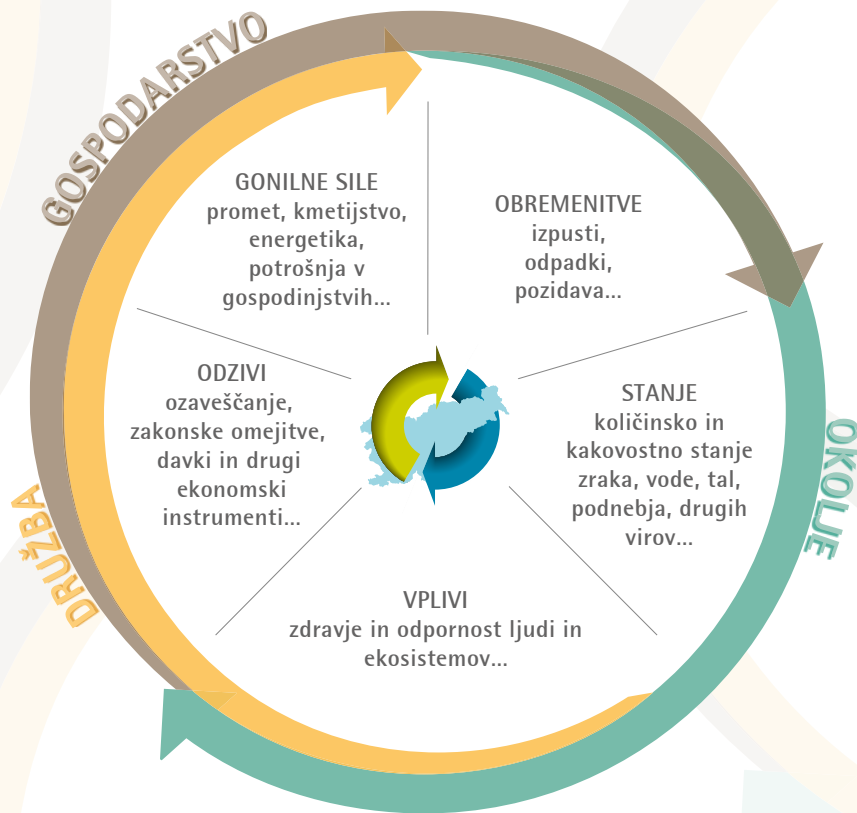 GOSPODARSTVO
GONILNE SILE
promet, kmetijstvo,
energetika,
potrošnja v
gospodinjstvih...
OBREMENITVE
izpusti,
odpadki,
pozidava...
ODZIVI
ozaveščanje,
zakonske omejitve,
davki in drugi
ekonomski
instrumenti...
STANJE
količinsko in
kakovostno stanje
zraka, vode, tal,
podnebja, drugih
virov...
OKOLJE
DRUŽBA
VPLIVI
zdravje in odpornost ljudi in
ekosistemov...